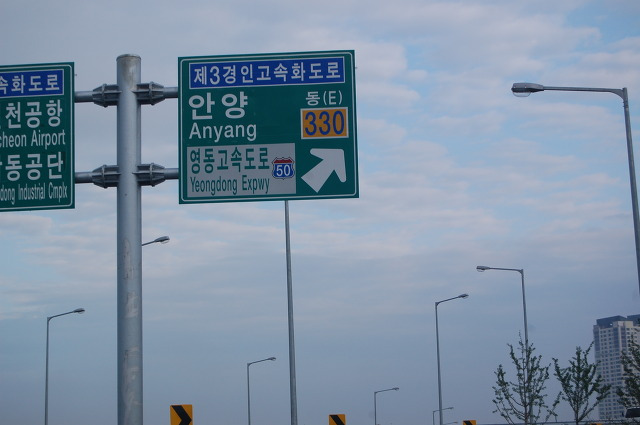 속화도로
천공항
cheon Airport
동공단
dong Industrial Cmplx
제3경인고속화도로
안양 동(E)
Anyang 330
영동고속도로 50
Yeongdong Expwy